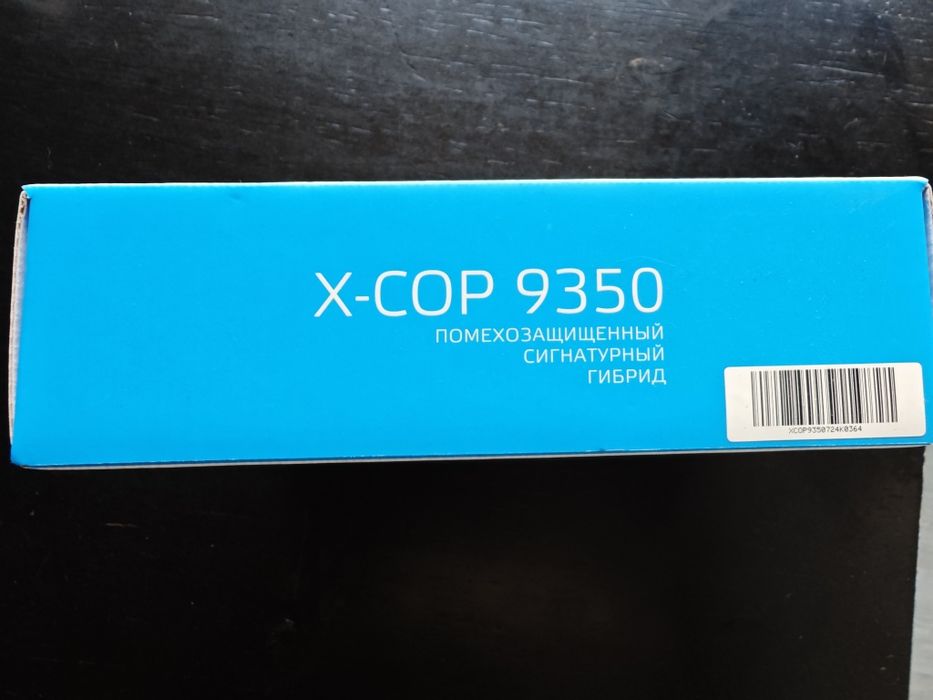 X-COP 9350
ПОМЕХОЗАЩИЩЕННЫЙ
СИГНАТУРНЫЙ
ГИБРИД
XCOP9350724K0364